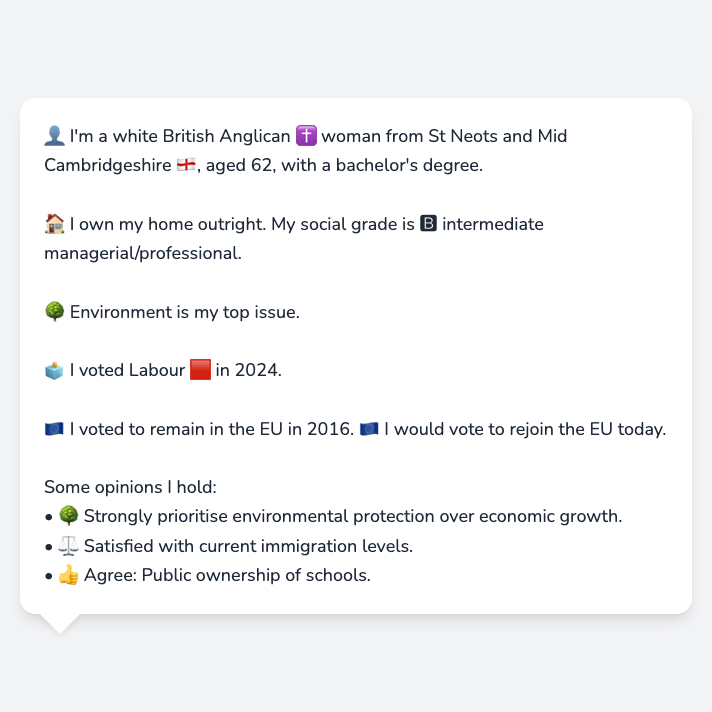 👤 I'm a white British Anglican ✝️ woman from St Neots and Mid
Cambridgeshire 🏴󠁧󠁢󠁥󠁮󠁧󠁿, aged 62, with a bachelor's degree.
🏠 I own my home outright. My social grade is 🅱 intermediate
managerial/professional.
🌳 Environment is my top issue.
🗳️ I voted Labour 🟥 in 2024.
🇪🇺 I voted to remain in the EU in 2016. 🇪🇺 I would vote to rejoin the EU today.
Some opinions I hold:
• 🌳 Strongly prioritise environmental protection over economic growth.
• ⚖️ Satisfied with current immigration levels.
• 👍 Agree: Public ownership of schools.